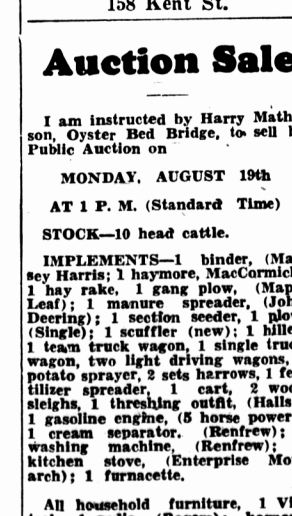 158 Kent St.
Auction Sale
I am instructed by Harry Math
son, Oyster Bed Bridge, to sell
Public Auction on
MONDAY, AUGUST 19th
AT 1 P. M. (Standard Time)
STOCK—10 head cattle.
IMPLEMENTS—1 binder, (Ma
sey Harris; 1 haymore, MacCormic
1 hay rake, 1 gang plow, (Map
Leaf); 1 manure spreader, (Joh
Deering); 1 section seeder, 1 plo
(Single); 1 scuffler (new); 1 hille
1 team truck wagon, 1 single truc
wagon, two light driving wagons,
potato sprayer, 2 sets harrows, 1 fe
tilizer spreader, 1 cart, 2 woo
sleighs, 1 threshing outfit, (Halls
1 gasoline engine, (5 horse power
1 cream separator. (Renfrew);
washing machine, (Renfrew);
kitchen stove, (Enterprise Mo
arch); 1 furnacette.
All household furniture, 1 Vi